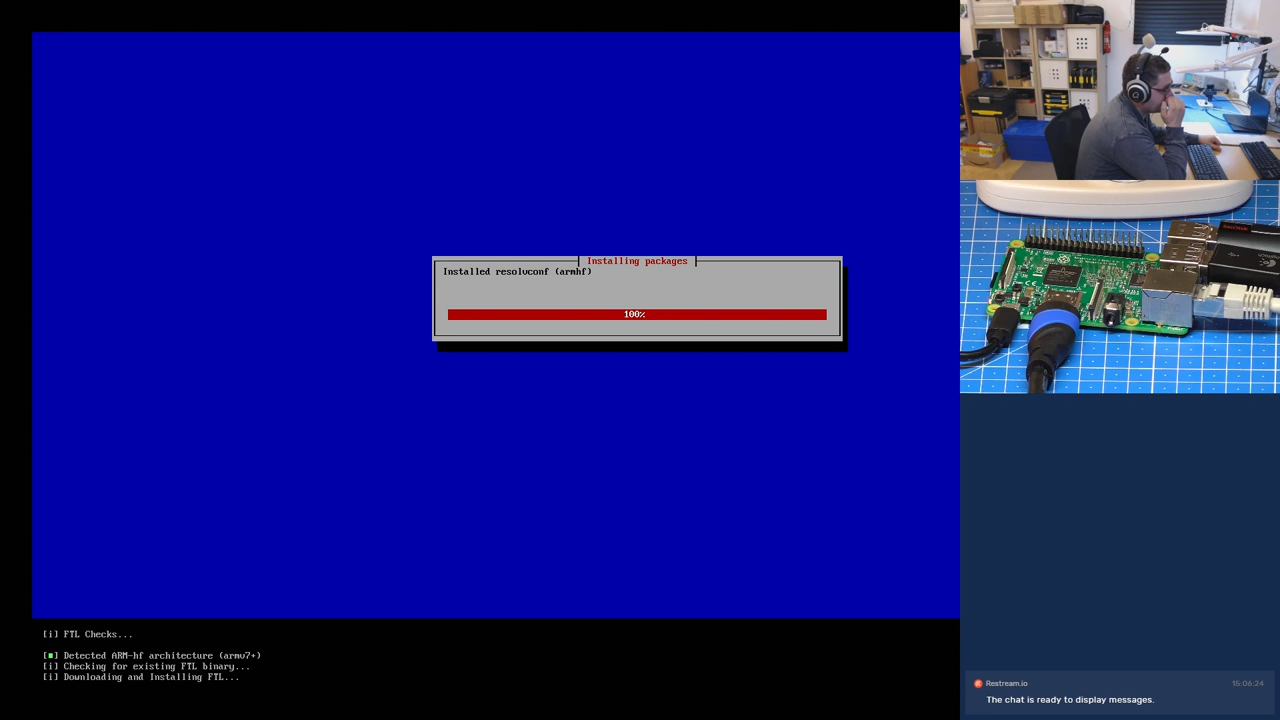 Installing packages
Installed resolvconf (armhf)
100%
[i] FTL Checks...
[■] Detected ARM-hf architecture (armv7+)
[i] Checking for existing FTL binary...
[i] Downloading and Installing FTL...
SanDisk
Restream.io
15:06:24
The chat is ready to display messages.